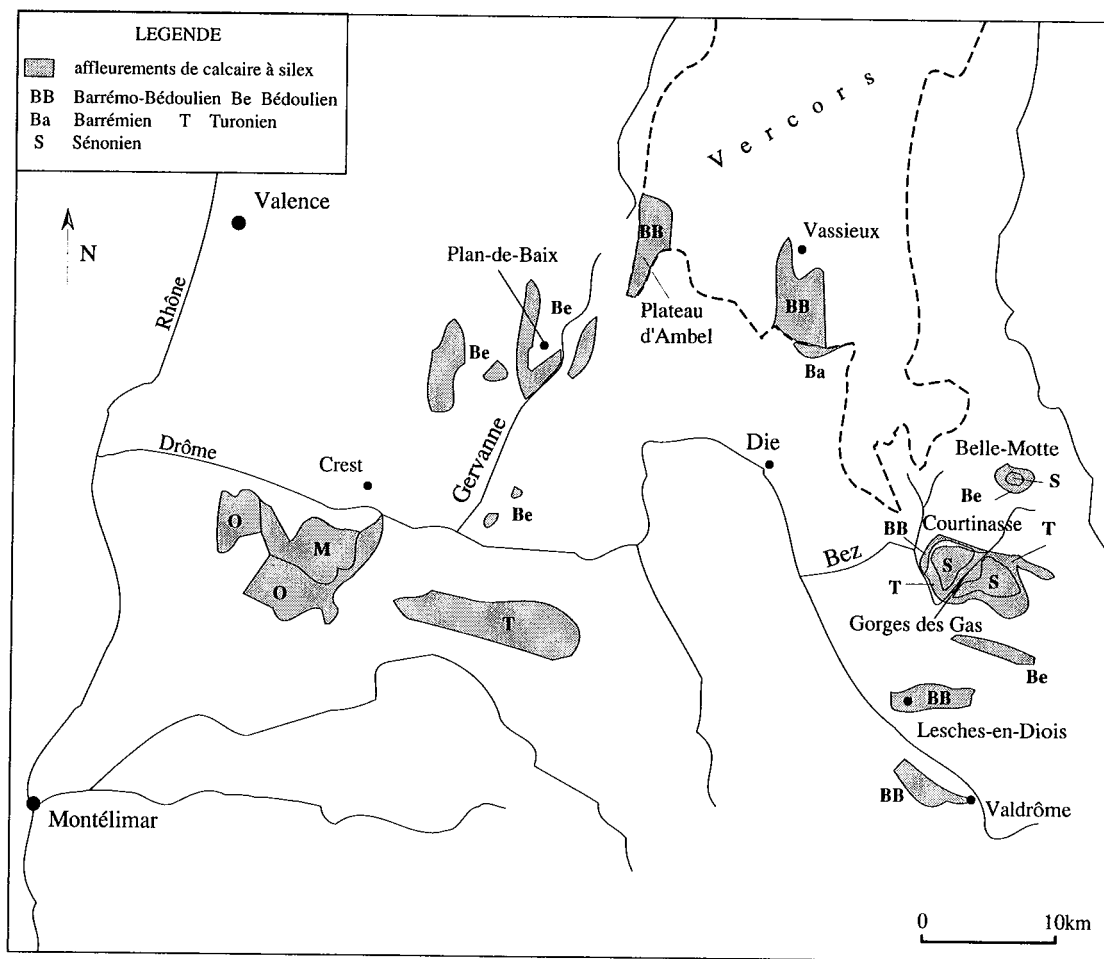 LEGENDE
affleurements de calcaire à silex
BB Barrémo-Bédoulien Be Bédoulien
Ba Barrémien T Turonien
S Sénonien
N
Valence
Rhône
Vercors
BB
Vassieux
Plan-de-Baix
Be
Plateau
d'Ambel
BB
Be
Ba
Drôme
Crest
Gervanne
Die
Belle-Motte
S
Be
Be
BB
Courtinasse
T
O
M
Bez
S
S
T
O
Gorges des Gas
T
Be
BB
Lesches-en-Diois
BB
Valdrôme
Montélimar
0 10km